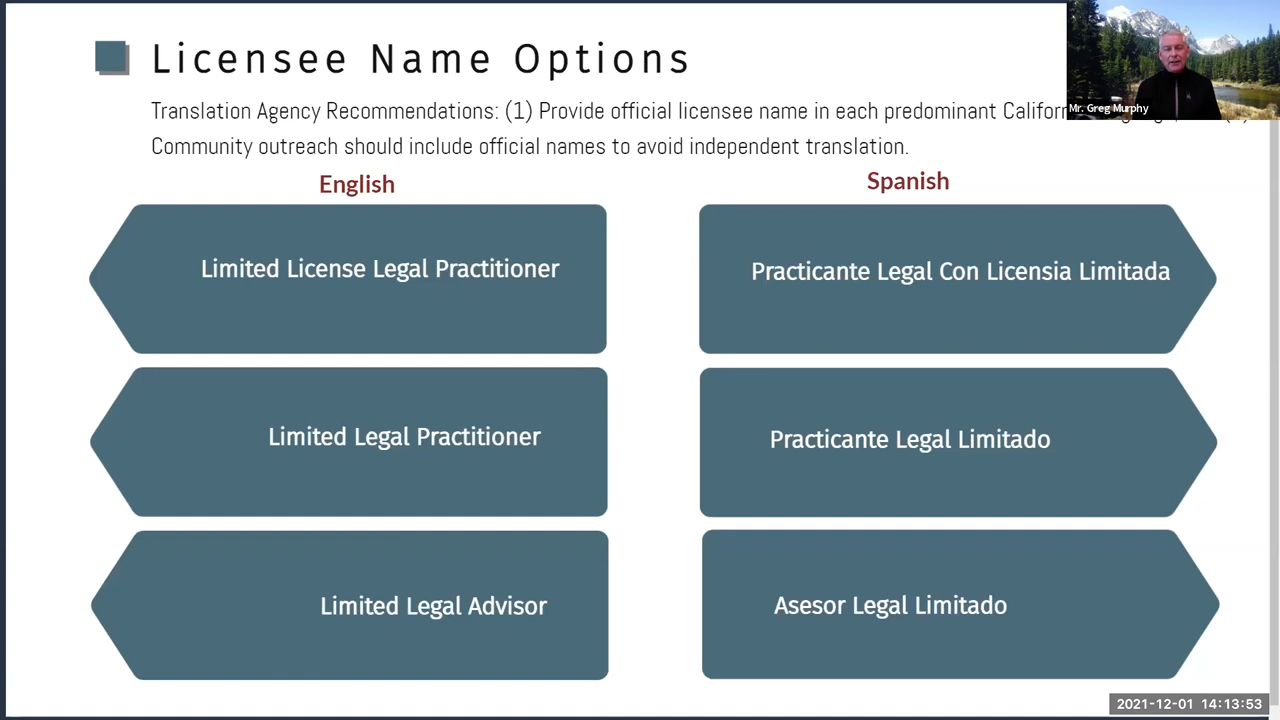 Licensee Name Options
Translation Agency Recommendations: (1) Provide official licensee name in each predominant
Community outreach should include official names to avoid independent translation.
English
Spanish
Limited License Legal Practitioner
Practicante Legal Con Licensia Limitada
Limited Legal Practitioner
Practicante Legal Limitado
Limited Legal Advisor
Asesor Legal Limitado
Mr. Greg Murphy
2021-12-01 14:13:53